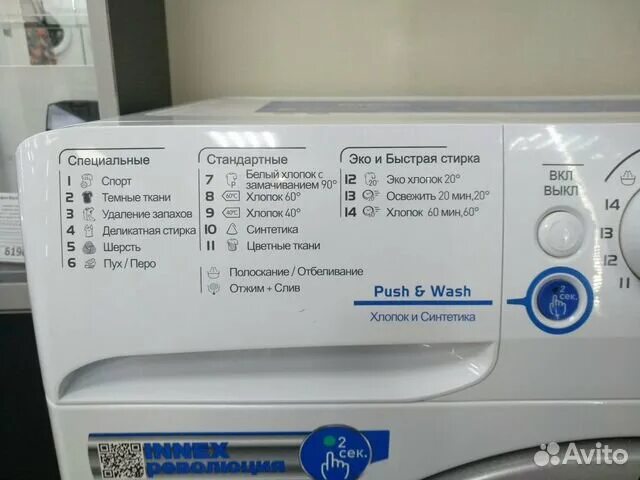 Специальные
1 Спорт
2 Темные ткани
3 Удаление запахов
4 Деликатная стирка
5 Шерсть
6 Пух / Перо
Стандартные
7 Белый хлопок с
замачиванием 90°
8 60°C Хлопок 60°
9 40°C Хлопок 40°
10 Синтетика
11 Цветные ткани
Полоскание / Отбеливание
Отжим + Слив
Эко и Быстрая стирка
12 20° Эко хлопок 20°
13 Освежить 20 мин,20°
14 Хлопок 60 мин,60°
Push & Wash
Хлопок и Синтетика
ВКЛ
ВЫКЛ
14
13
12
11
2
сек.
INNEX
революция
2
сек.
Avito